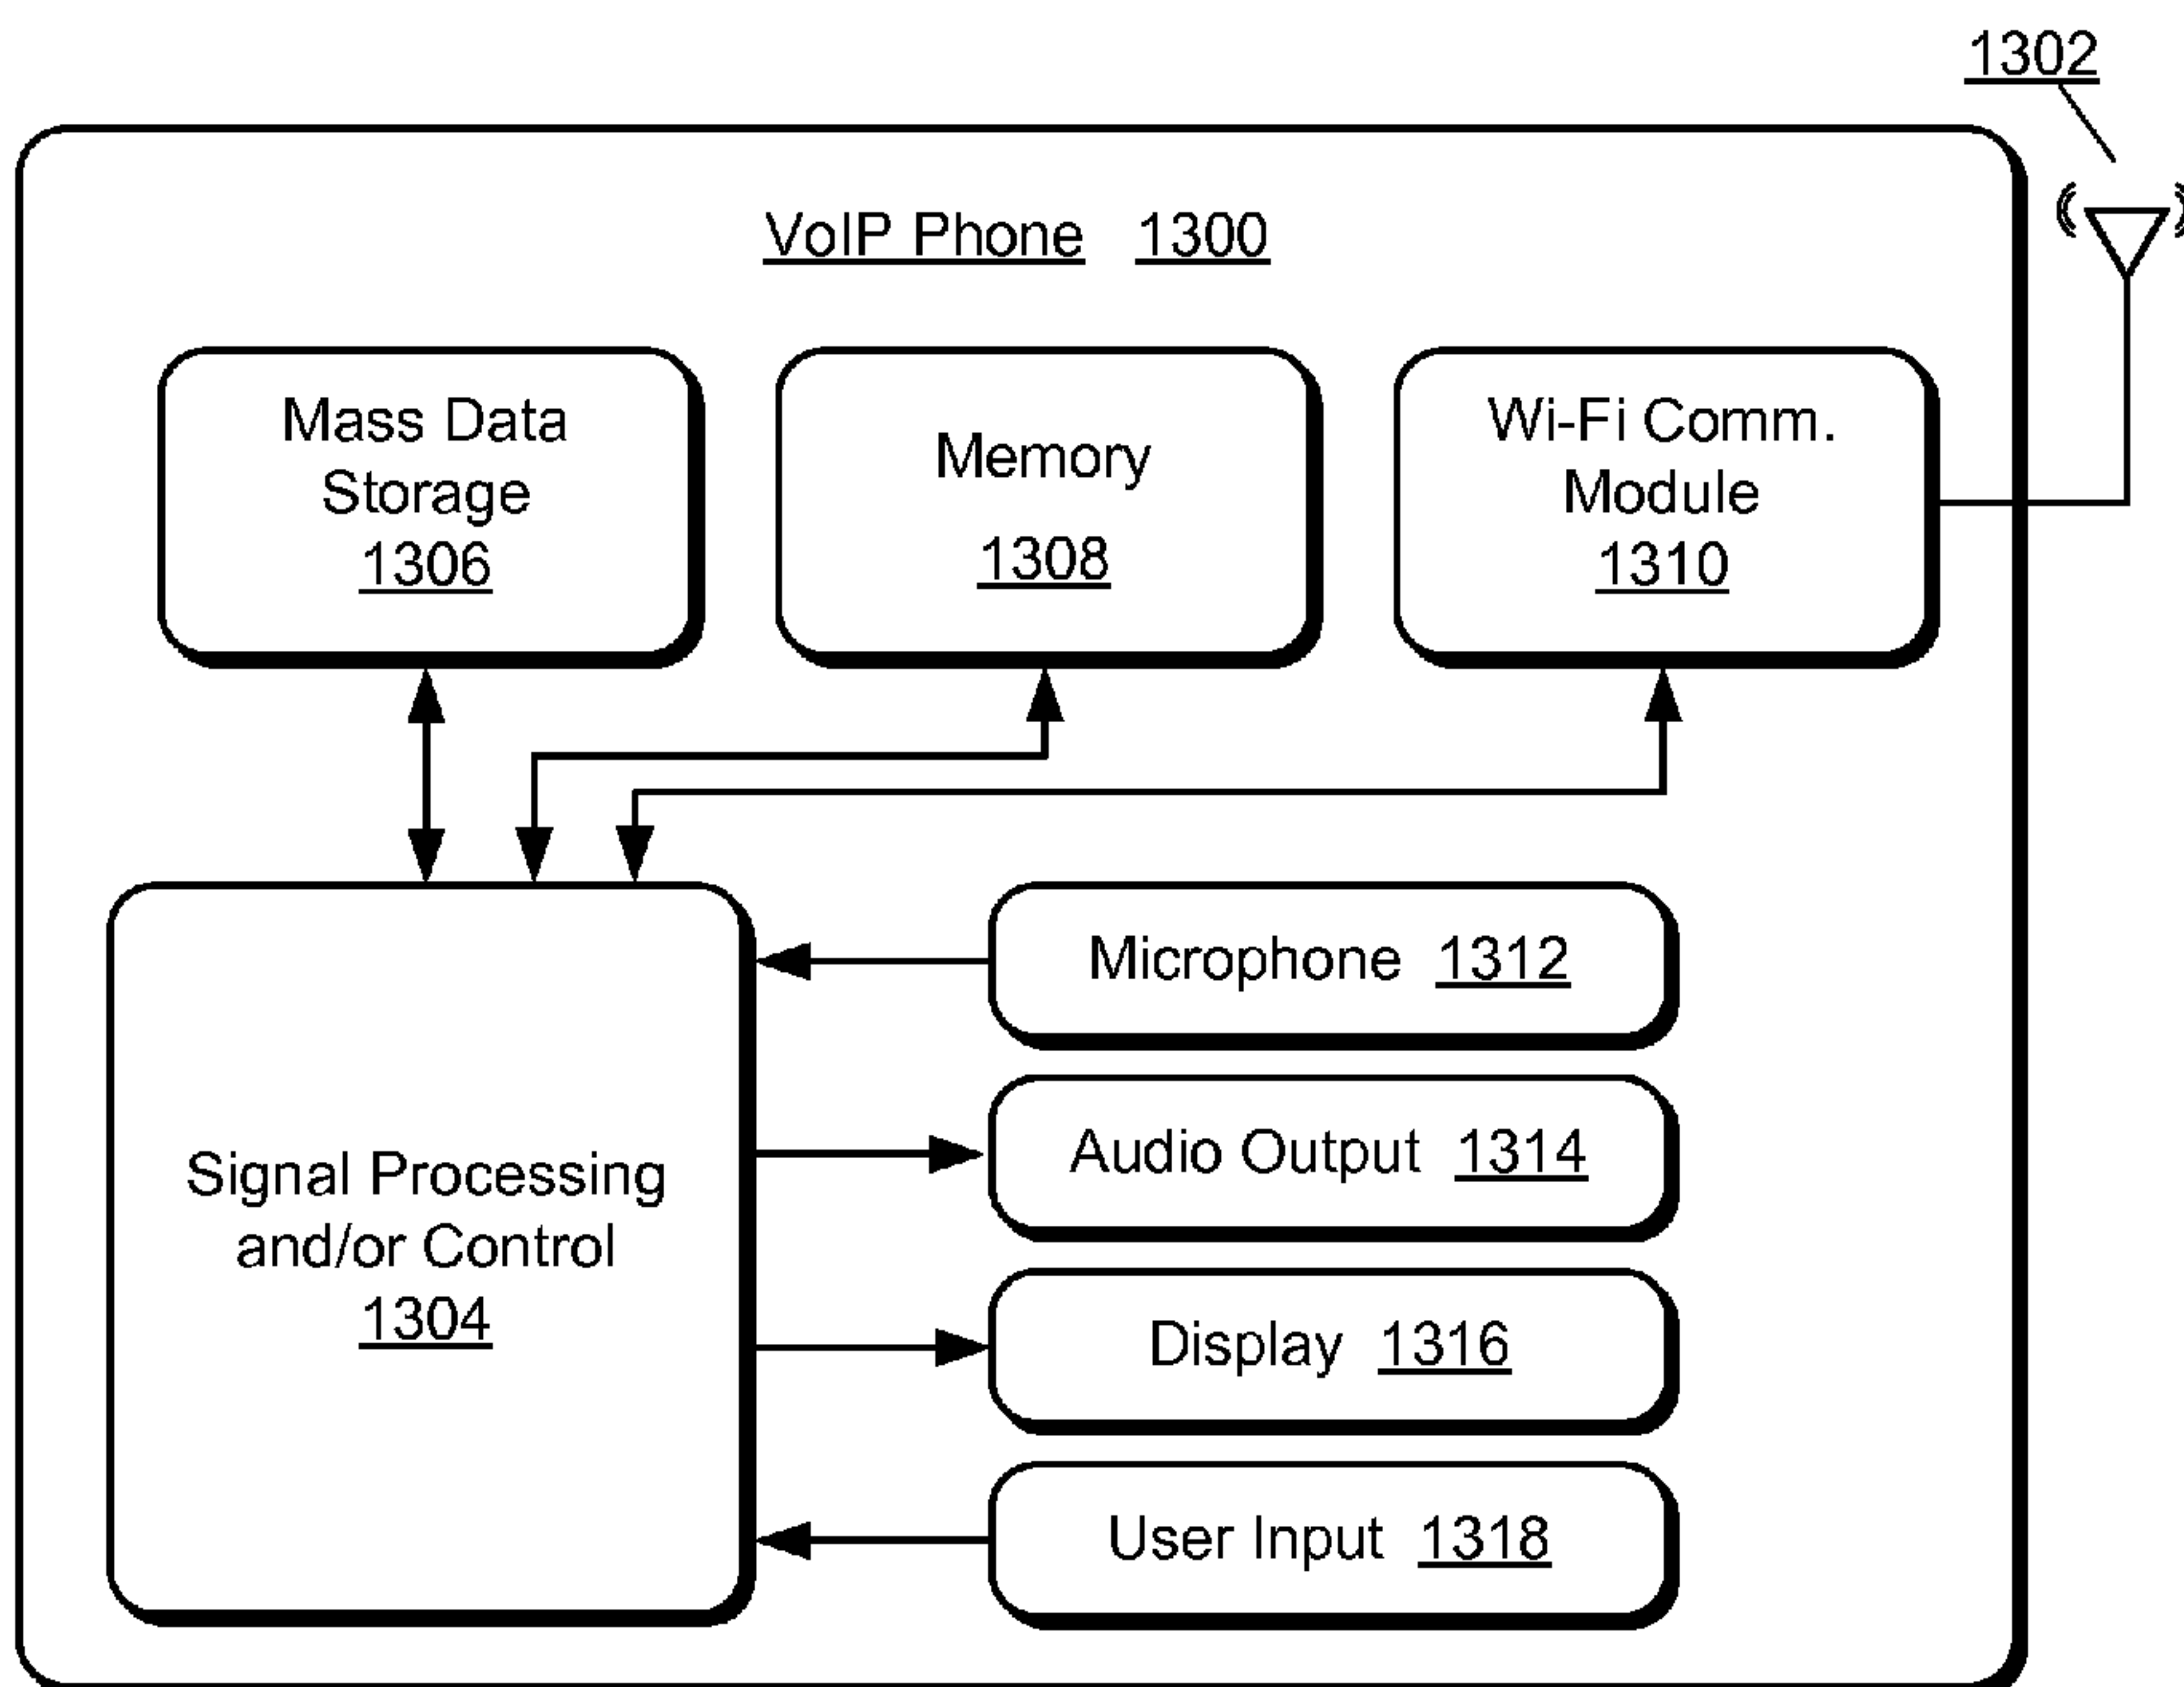 1302
VoIP Phone 1300
Mass Data
Storage
1306
Memory
1308
Wi-Fi Comm.
Module
1310
Signal Processing
and/or Control
1304
Microphone 1312
Audio Output 1314
Display 1316
User Input 1318